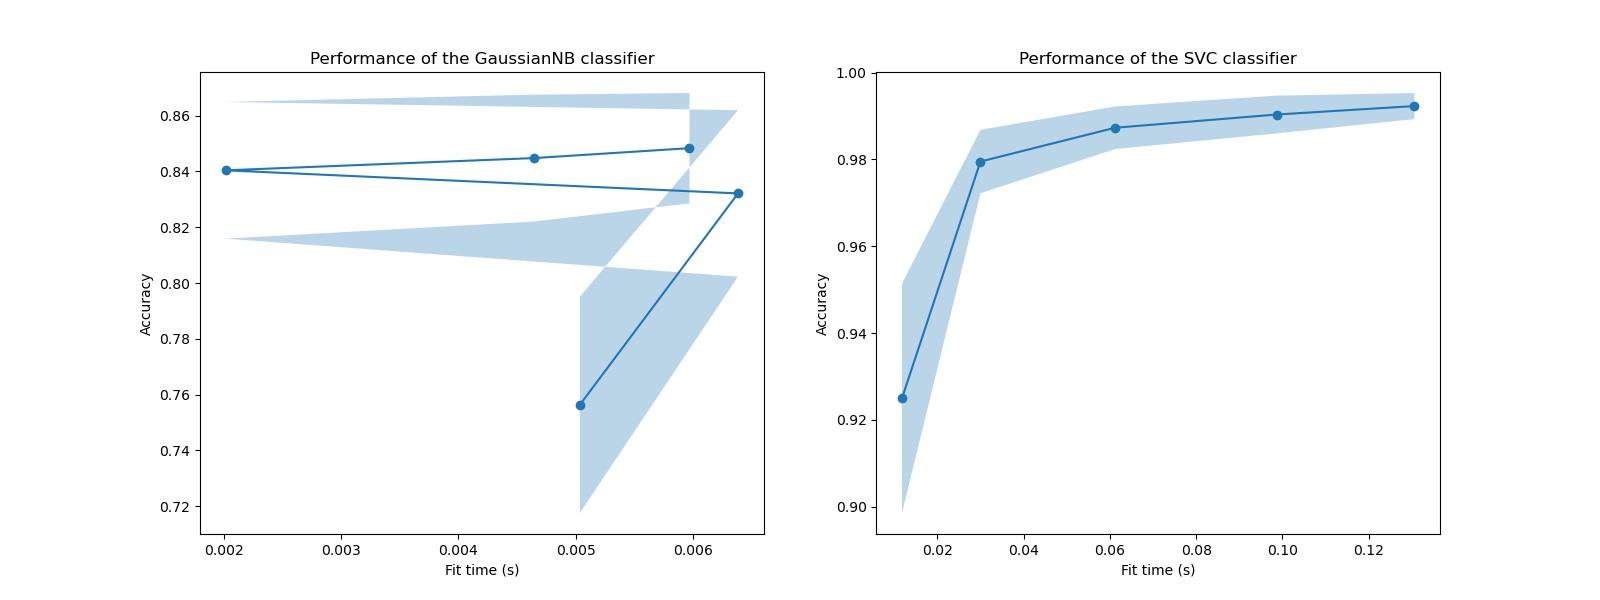 Performance of the GaussianNB classifier
Accuracy
0.86
0.84
0.82
0.80
0.78
0.76
0.74
0.72
0.002 0.003 0.004 0.005 0.006
Fit time (s)
Performance of the SVC classifier
Accuracy
1.00
0.98
0.96
0.94
0.92
0.90
0.02 0.04 0.06 0.08 0.10 0.12
Fit time (s)